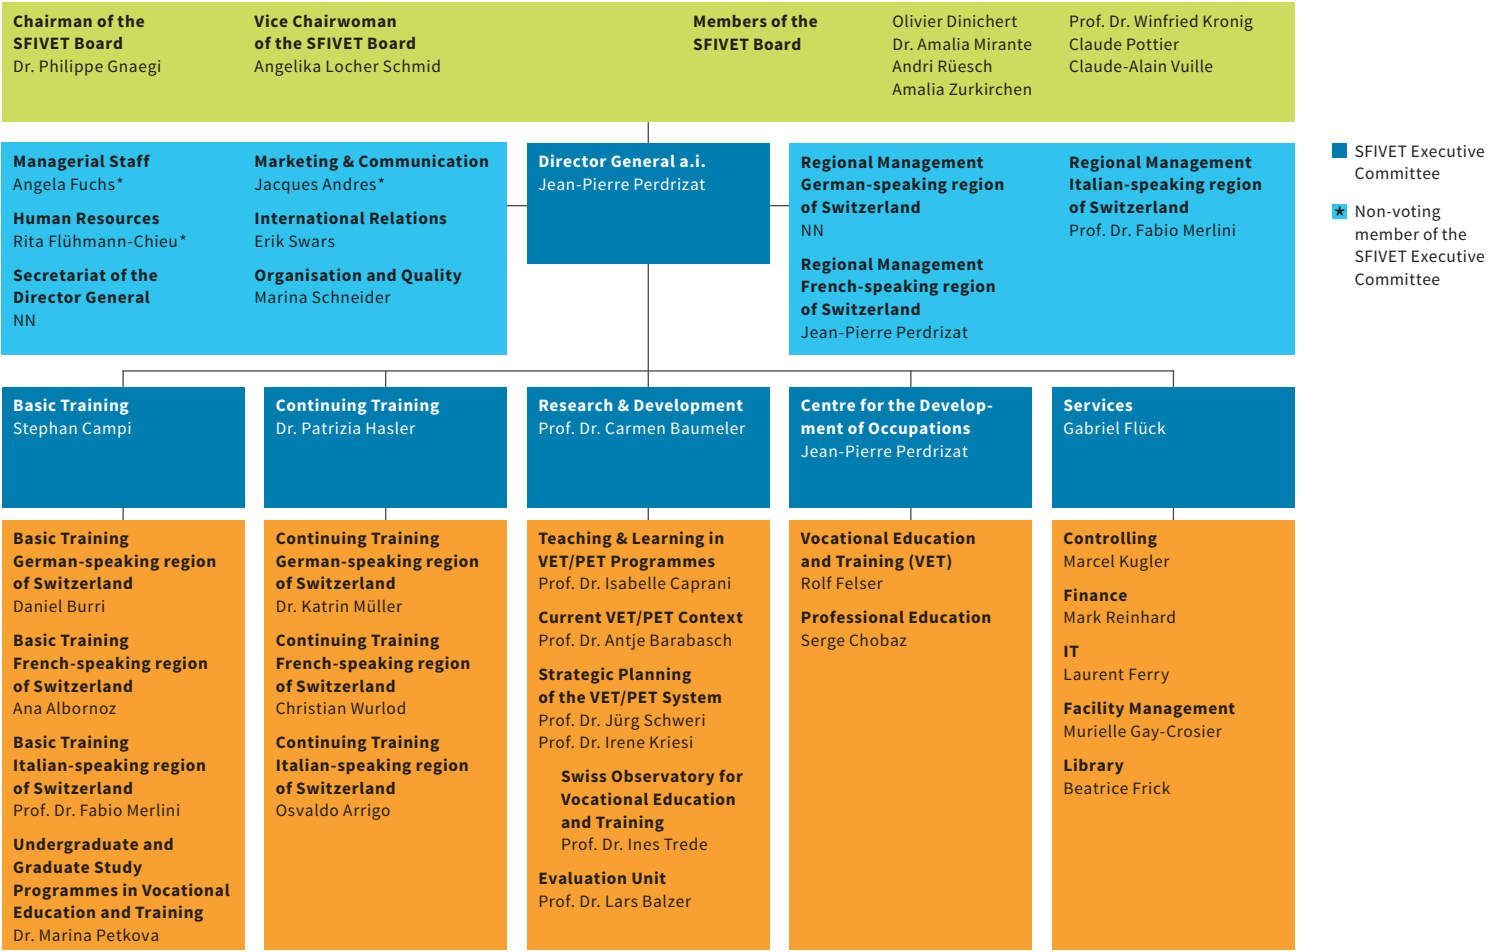 Chairman of the
SFIVET Board
Dr. Philippe Gnaegi
Vice Chairwoman
of the SFIVET Board
Angelika Locher Schmid
Members of the
SFIVET Board
Olivier Dinichert
Dr. Amalia Mirante
Andri Rüesch
Amalia Zurkirchen
Prof. Dr. Winfried Kronig
Claude Pottier
Claude-Alain Vuille
Managerial Staff
Angela Fuchs*
Human Resources
Rita Flühmann-Chieu*
Secretariat of the
Director General
NN
Marketing & Communication
Jacques Andres*
International Relations
Erik Swars
Organisation and Quality
Marina Schneider
Director General a.i.
Jean-Pierre Perdrizat
Regional Management
German-speaking region
of Switzerland
NN
Regional Management
French-speaking region
of Switzerland
Jean-Pierre Perdrizat
Regional Management
Italian-speaking region
of Switzerland
Prof. Dr. Fabio Merlini
SFIVET Executive
Committee
* Non-voting
member of the
SFIVET Executive
Committee
Basic Training
Stephan Campi
Continuing Training
Dr. Patrizia Hasler
Research & Development
Prof. Dr. Carmen Baumeler
Centre for the Develop-
ment of Occupations
Jean-Pierre Perdrizat
Services
Gabriel Flück
Basic Training
German-speaking region
of Switzerland
Daniel Burri
Basic Training
French-speaking region
of Switzerland
Ana Albornoz
Basic Training
Italian-speaking region
of Switzerland
Prof. Dr. Fabio Merlini
Undergraduate and
Graduate Study
Programmes in Vocational
Education and Training
Dr. Marina Petkova
Continuing Training
German-speaking region
of Switzerland
Dr. Katrin Müller
Continuing Training
French-speaking region
of Switzerland
Christian Wurlod
Continuing Training
Italian-speaking region
of Switzerland
Osvaldo Arrigo
Teaching & Learning in
VET/PET Programmes
Prof. Dr. Isabelle Caprani
Current VET/PET Context
Prof. Dr. Antje Barabasch
Strategic Planning
of the VET/PET System
Prof. Dr. Jürg Schweri
Prof. Dr. Irene Kriesi
Swiss Observatory for
Vocational Education
and Training
Prof. Dr. Ines Trede
Evaluation Unit
Prof. Dr. Lars Balzer
Vocational Education
and Training (VET)
Rolf Felser
Professional Education
Serge Chobaz
Controlling
Marcel Kugler
Finance
Mark Reinhard
IT
Laurent Ferry
Facility Management
Murielle Gay-Crosier
Library
Beatrice Frick